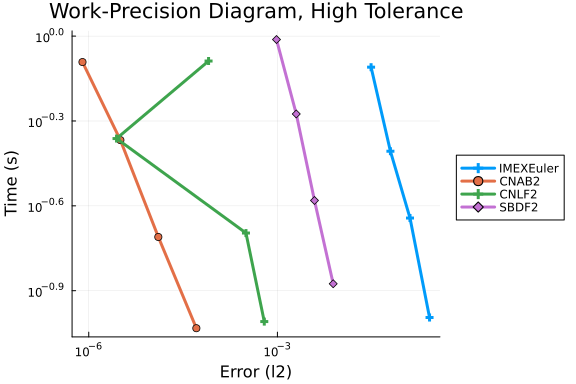 Work-Precision Diagram, High Tolerance
10^0.0
10^-0.3
10^-0.6
10^-0.9
Time (s)
10^-6
10^-3
Error (l2)
IMEXEuler
CNAB2
CNLF2
SBDF2